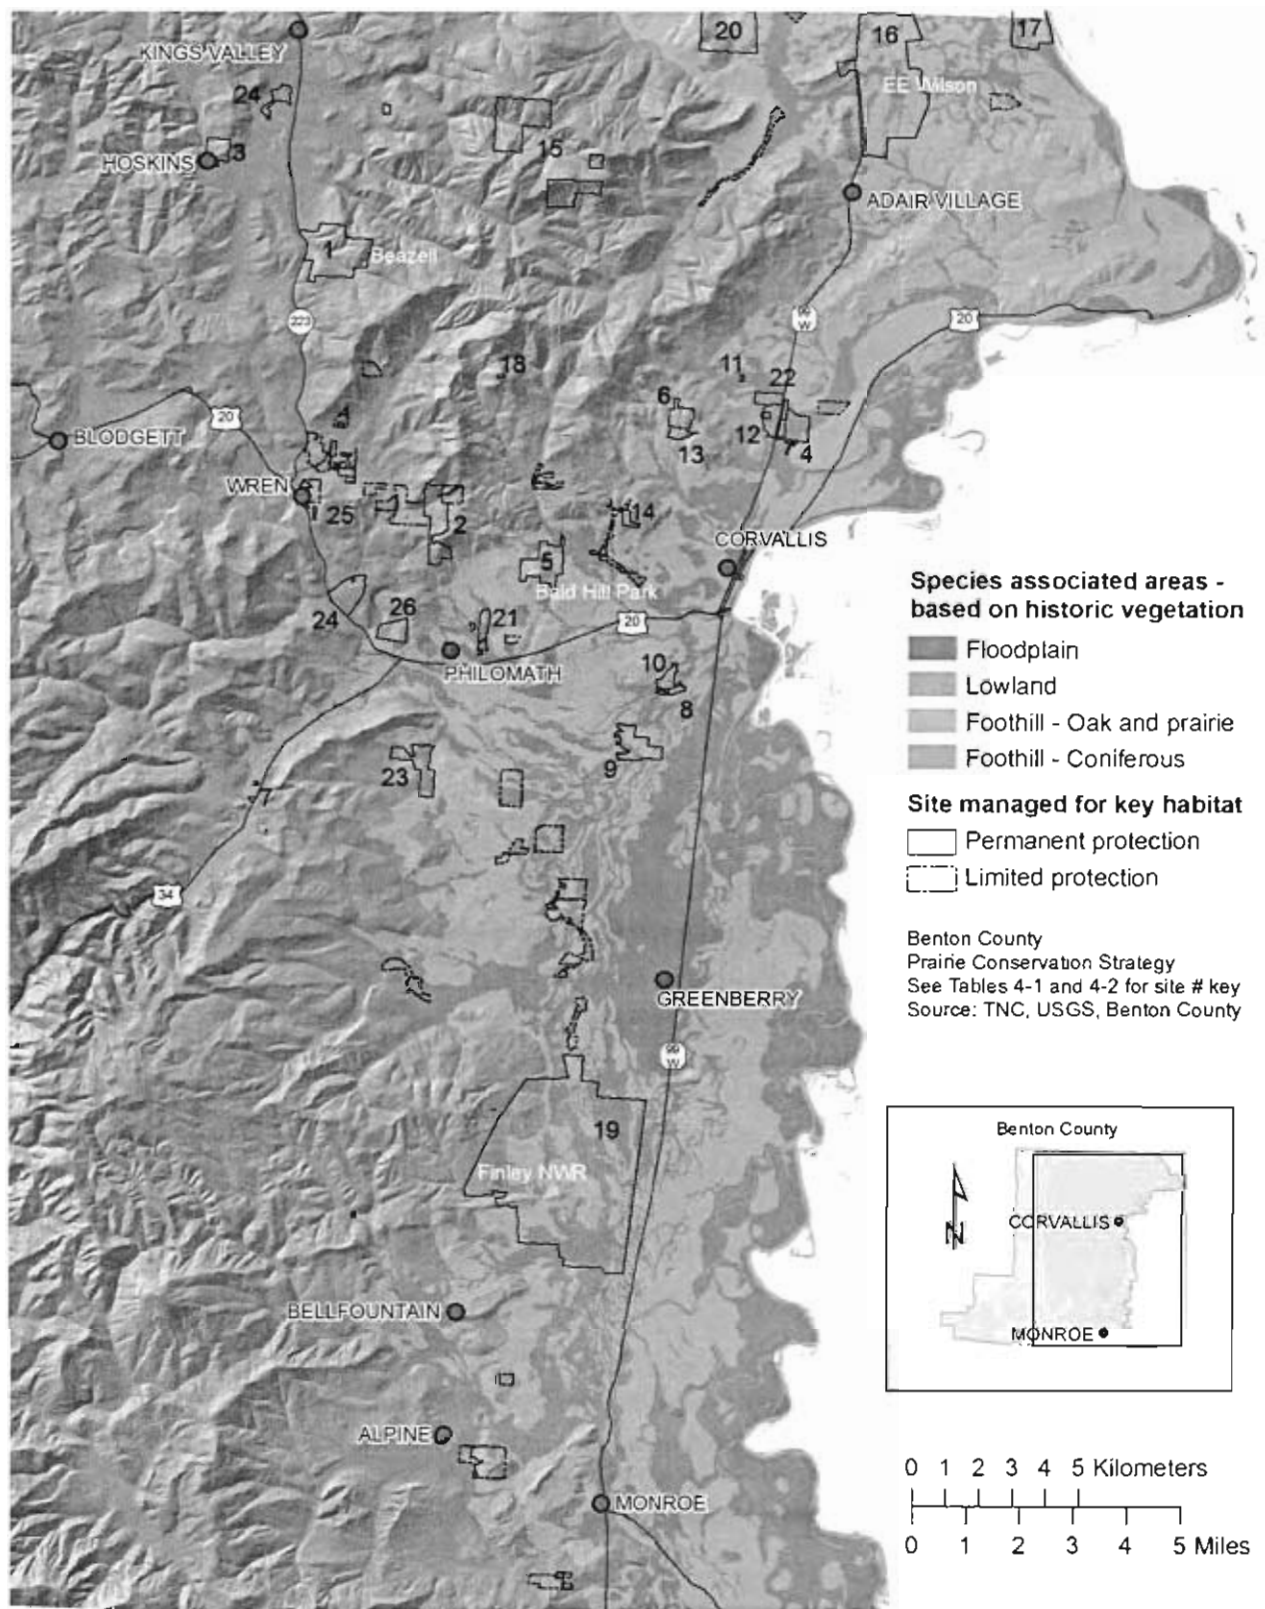 20
16
17
KINGS VALLEY
24
EE Wilson
HOSKINS
3
15
ADAIR VILLAGE
1
Beazell
223
99
W
20
18
11
22
6
20
BLODGETT
12
7
4
13
WREN
25
2
14
CORVALLIS
5
Bald Hill Park
24
26
21
20
PHILOMATH
10
8
23
9
34
GREENBERRY
99
W
19
Finley NWR
BELLFOUNTAIN
ALPINE
MONROE
Species associated areas -
based on historic vegetation
Floodplain
Lowland
Foothill - Oak and prairie
Foothill - Coniferous
Site managed for key habitat
Permanent protection
Limited protection
Benton County
Prairie Conservation Strategy
See Tables 4-1 and 4-2 for site # key
Source: TNC, USGS, Benton County
Benton County
N
CORVALLIS
MONROE
0 1 2 3 4 5 Kilometers
0 1 2 3 4 5 Miles